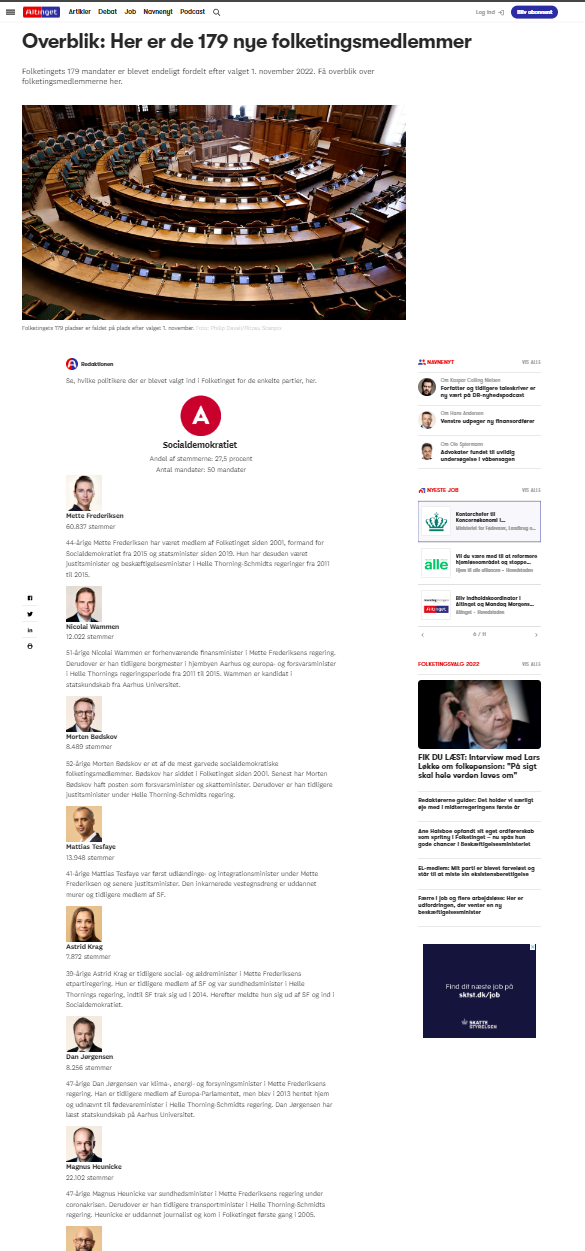 Altinget Artikler Debat Job Navnenyt Podcast Log ind Bliv abonnent
Overblik: Her er de 179 nye folketingsmedlemmer
Folketingets 179 mandater er blevet endeligt fordelt efter valget 1. november 2022. Få overblik over
folketingsmedlemmerne her.
Folketingets 179 pladser er faldet på plads efter valget 1. november. Foto: Philip Davali/Ritzau Scanpix
Redaktionen
Se, hvilke politikere der er blevet valgt ind i Folketinget for de enkelte partier, her.
A
Socialdemokratiet
Andel af stemmerne: 27,5 procent
Antal mandater: 50 mandater
Mette Frederiksen
60.837 stemmer
44-årige Mette Frederiksen har været medlem af Folketinget siden 2001, formand for
Socialdemokratiet fra 2015 og statsminister siden 2019. Hun har desuden været
justitsminister og beskæftigelsesminister i Helle Thorning-Schmidts regeringer fra 2011
til 2015.
Nicolai Wammen
12.022 stemmer
51-årige Nicolai Wammen er forhenværende finansminister i Mette Frederiksens regering.
Derudover er han tidligere borgmester i hjembyen Aarhus og europa- og forsvarsminister
i Helle Thornings regeringsperiode fra 2011 til 2015. Wammen er kandidat i
statskundskab fra Aarhus Universitet.
Morten Bødskov
8.489 stemmer
52-årige Morten Bødskov er et af de mest garvede socialdemokratiske
folketingsmedlemmer. Bødskov har siddet i Folketinget siden 2001. Senest har Morten
Bødskov haft posten som forsvarsminister og skatteminister. Derudover er han tidligere
justitsminister under Helle Thorning-Schmidts regering.
Mattias Tesfaye
13.948 stemmer
41-årige Mattias Tesfaye var først udlændinge- og integrationsminister under Mette
Frederiksen og senere justitsminister. Den inkarnerede vestegnsdreng er uddannet
murer og tidligere medlem af SF.
Astrid Krag
7.872 stemmer
39-årige Astrid Krag er tidligere social- og ældreminister i Mette Frederiksens
etpartiregering. Hun er tidligere medlem af SF og var sundhedsminister i Helle
Thornings regering, indtil SF trak sig ud i 2014. Herefter meldte hun sig ud af SF og ind i
Socialdemokratiet.
Dan Jørgensen
8.256 stemmer
47-årige Dan Jørgensen var klima-, energi- og forsyningsminister i Mette Frederiksens
regering. Han er tidligere medlem af Europa-Parlamentet, men blev i 2013 hentet hjem
og udnævnt til fødevareminister i Helle Thorning-Schmidts regering. Dan Jørgensen har
læst statskundskab på Aarhus Universitet.
Magnus Heunicke
22.102 stemmer
47-årige Magnus Heunicke var sundhedsminister i Mette Frederiksens regering under
coronakrisen. Derudover er han tidligere transportminister i Helle Thorning-Schmidts
regering. Heunicke er uddannet journalist og kom i Folketinget første gang i 2005.
NAVNENYT VIS ALLE
Om Kaspar Colling Nielsen
Forfatter og tidligere taleskriver er
ny vært på DR-nyhedspodcast
Om Hans Andersen
Venstre udpeger ny finansordfører
Om Ole Spiermann
Advokater fundet til uvildig
undersøgelse i våbensagen
NYESTE JOB VIS ALLE
Kontorchefer til
Koncernøkonomi i...
alle
Vil du være med til at reformere
hjemløseområdet og stoppe...
Hjem til alle alliancen - Hovedstaden
Altinget
Bliv indholdskoordinator i
Altinget og Mandag Morgens...
Altinget - Hovedstaden
6 / 11
FOLKETINGSVALG 2022 VIS ALLE
FIK DU LÆST: Interview med Lars
Løkke om folkepension: "På sigt
skal hele verden laves om"
Redaktørerne guider: Det holder vi særligt
øje med i midterregeringens første år
Ane Halsboe opfandt sit eget ordførerskab
som spritny i Folketinget – nu spås hun
gode chancer i Beskæftigelsesministeriet
EL-medlem: Mit parti er blevet farveløst og
står til at miste sin eksistensberettigelse
Færre i job og flere arbejdsløse: Her er
udfordringen, der venter en ny
beskæftigelsesminister
Find dit næste job på
sktst.dk/job
SKATTE
STYRELSEN